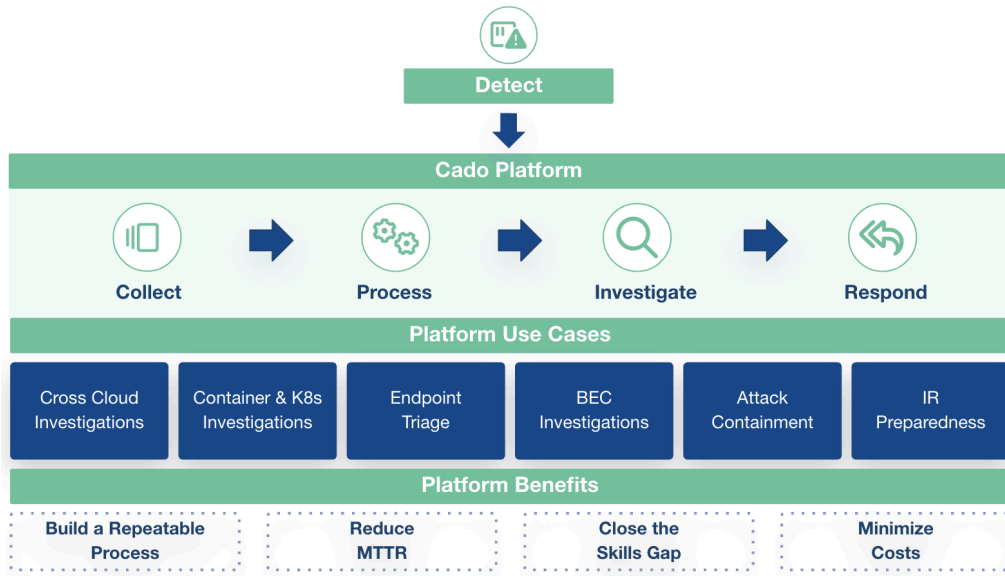 Detect
Cado Platform
Collect
Process
Investigate
Respond
Platform Use Cases
Cross Cloud
Investigations
Container & K8s
Investigations
Endpoint
Triage
BEC
Investigations
Attack
Containment
IR
Preparedness
Platform Benefits
Build a Repeatable
Process
Reduce
MTTR
Close the
Skills Gap
Minimize
Costs